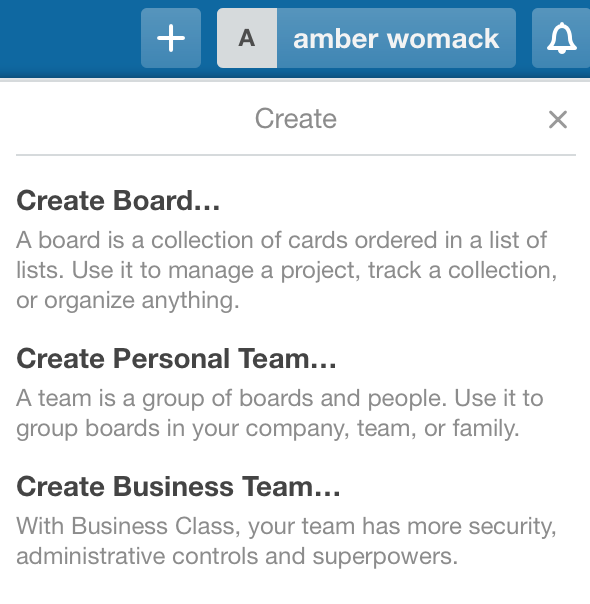 A amber womack
Create
Create Board...
A board is a collection of cards ordered in a list of
lists. Use it to manage a project, track a collection,
or organize anything.
Create Personal Team...
A team is a group of boards and people. Use it to
group boards in your company, team, or family.
Create Business Team...
With Business Class, your team has more security,
administrative controls and superpowers.